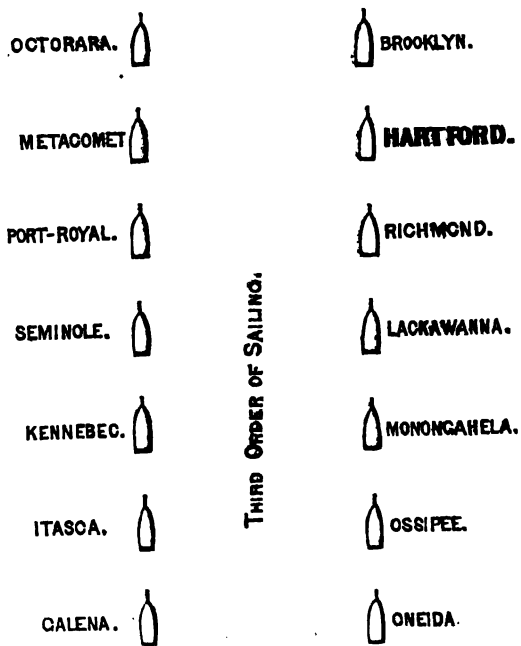 OCTORARA. BROOKLYN.
METACOMET HARTFORD.
PORT-ROYAL. RICHMOND.
THIRD ORDER OF SAILING.
SEMINOLE. LACKAWANNA.
KENNEBEC. MONONGAHELA.
ITASCA. OSSIPEE.
GALENA. ONEIDA.